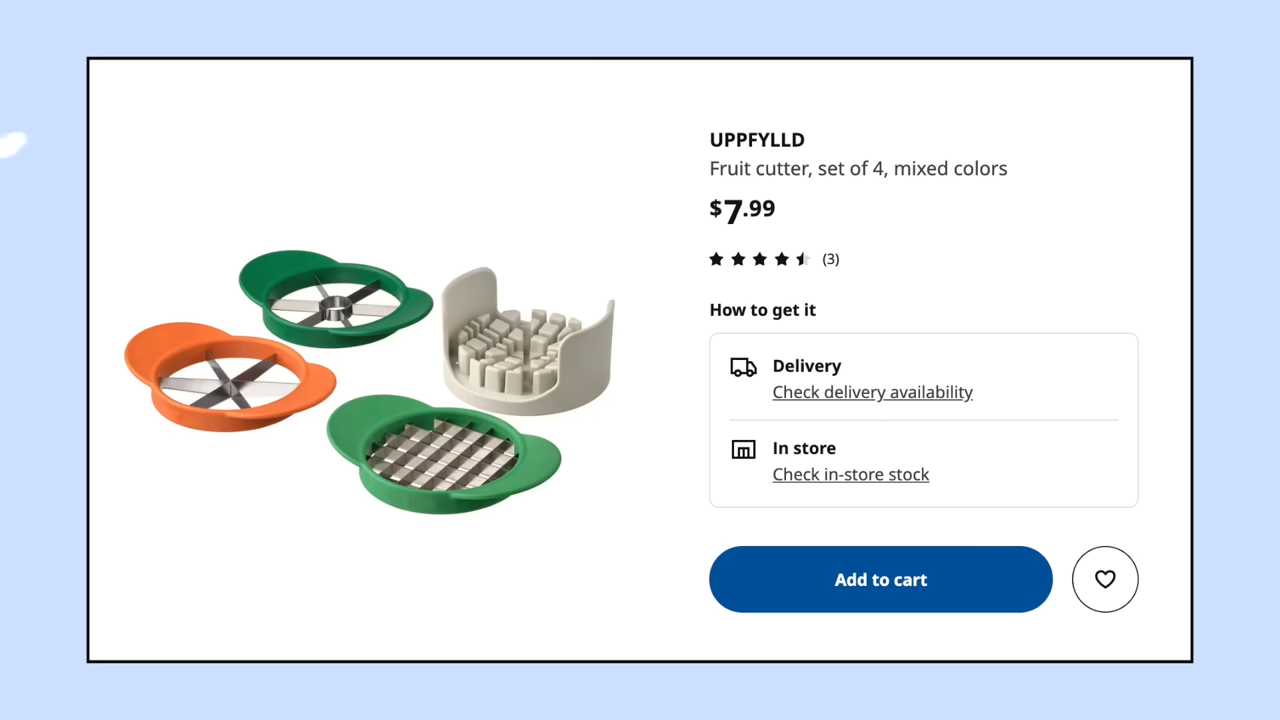 UPPFYLLD
Fruit cutter, set of 4, mixed colors
$7.99
(3)
How to get it
Delivery
Check delivery availability
In store
Check in-store stock
Add to cart